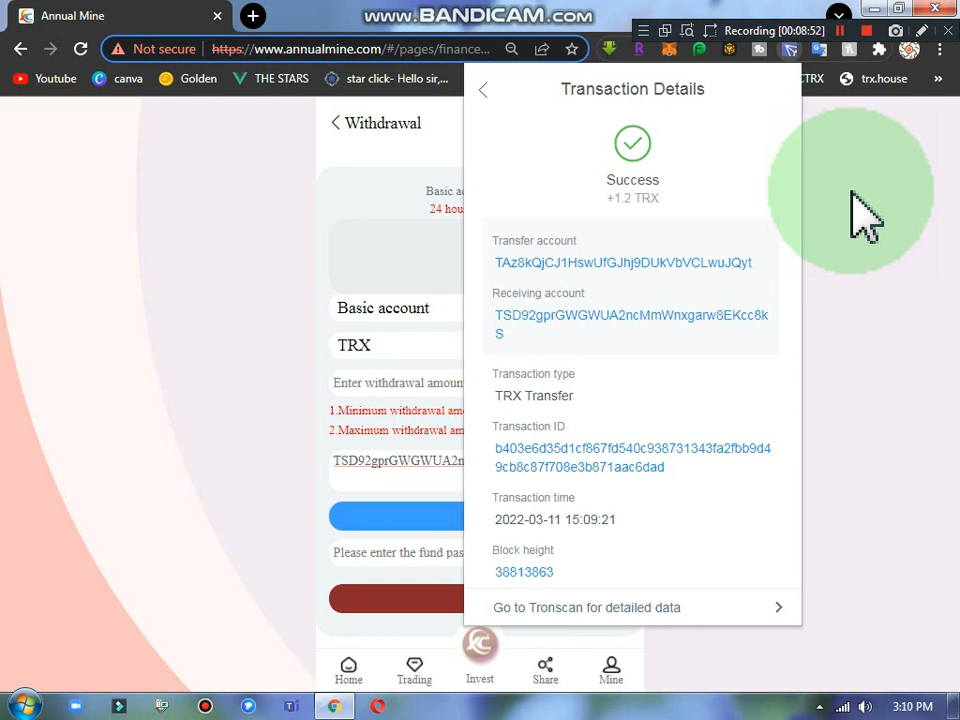 Annual Mine
WWW.BANDICAM.COM
Recording [00:08:52]
Not secure
https://www.annualmine.com/#/pages/finance...
Youtube
canva
Golden
THE STARS
star click- Hello sir,...
CTRX
trx.house
»
Withdrawal
Basic a
24 hou
Basic account
TRX
Enter withdrawal amoun
1.Minimum withdrawal am
2.Maximum withdrawal am
TSD92gprGWGWUA2n
Please enter the fund pas
Home
Trading
Invest
Share
Mine
Transaction Details
Success
+1.2 TRX
Transfer account
TAz8kQjCJ1HswUfGJhj9DUkVbVCLwuJQyt
Receiving account
TSD92gprGWGWUA2ncMmWnxgarw8EKcc8k
S
Transaction type
TRX Transfer
Transaction ID
b403e6d35d1cf867fd540c938731343fa2fbb9d4
9cb8c87f708e3b871aac6dad
Transaction time
2022-03-11 15:09:21
Block height
38813863
Go to Tronscan for detailed data
3:10 PM